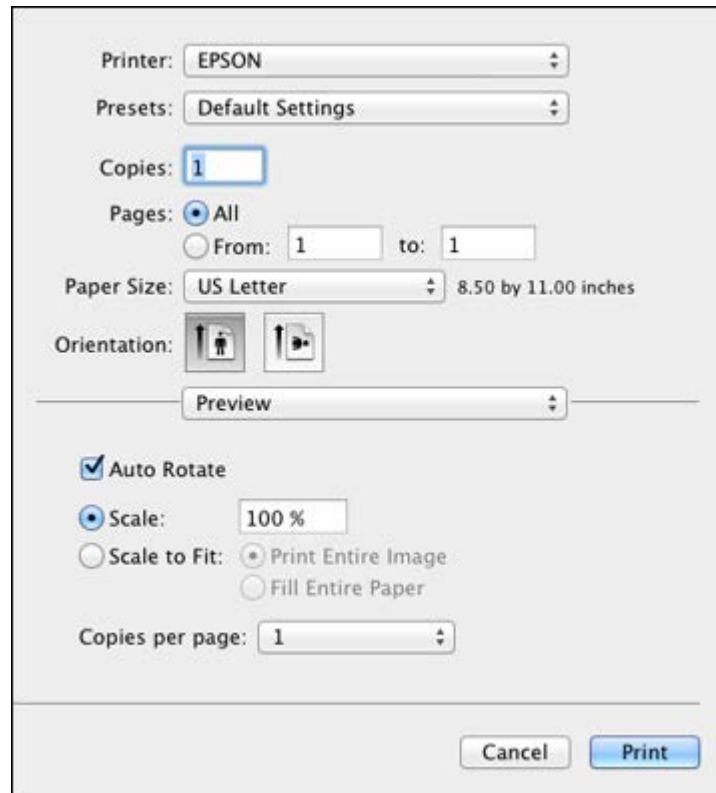 Printer: EPSON
Presets: Default Settings
Copies: 1
Pages: All
From: 1 to: 1
Paper Size: US Letter 8.50 by 11.00 inches
Orientation:
Preview
Auto Rotate
Scale: 100 %
Scale to Fit: Print Entire Image
Fill Entire Paper
Copies per page: 1
Cancel Print